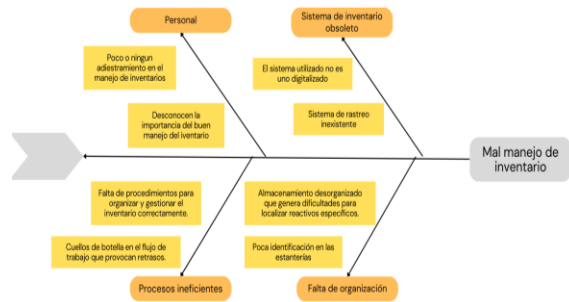 Personal
Sistema de inventario
obsoleto
Poco o ningun
adiestramiento en el
manejo de inventarios
El sistema utilizado no es
uno digitalizado
Desconocen la
importancia del buen
manejo del iventario
Sistema de rastreo
inexistente
Mal manejo de
inventario
Falta de procedimientos para
organizar y gestionar el
inventario correctamente.
Almacenamiento desorganizado
que genera dificultades para
localizar reactivos específicos.
Cuellos de botella en el flujo de
trabajo que provocan retrasos.
Poca identificación en las
estanterías
Procesos ineficientes
Falta de organización